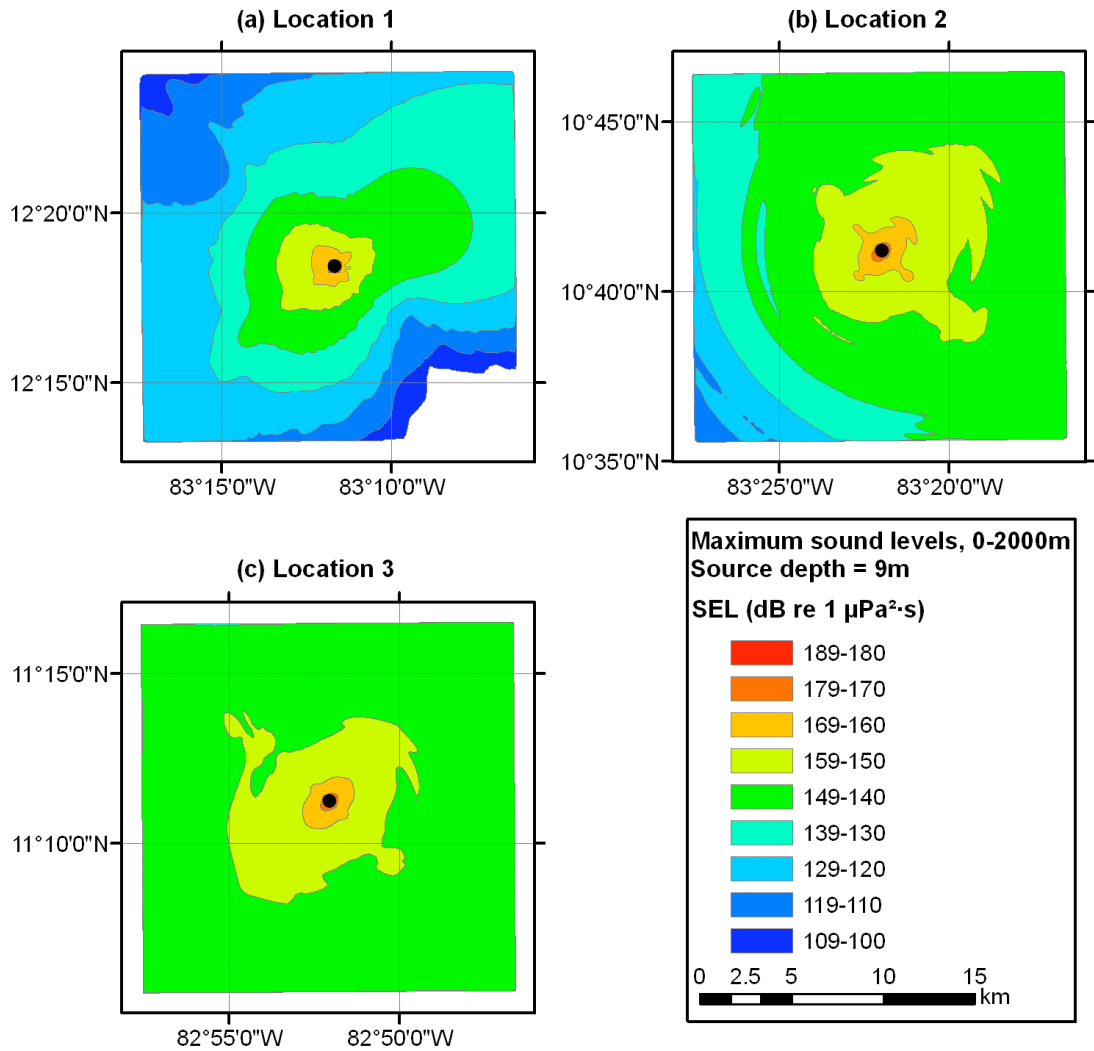 (a) Location 1
(b) Location 2
12°20'0"N
12°15'0"N
83°15'0"W
83°10'0"W
10°45'0"N
10°40'0"N
10°35'0"N
83°25'0"W
83°20'0"W
(c) Location 3
11°15'0"N
11°10'0"N
82°55'0"W
82°50'0"W
Maximum sound levels, 0-2000m
Source depth = 9m
SEL (dB re 1 µPa²·s)
189-180
179-170
169-160
159-150
149-140
139-130
129-120
119-110
109-100
0 2.5 5 10 15
km